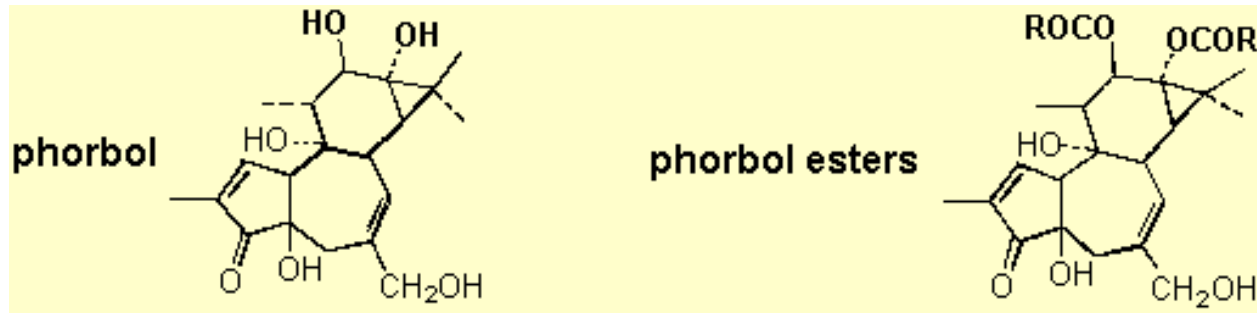 HO
OH
HO
phorbol
O
OH
CH2OH
ROCO
OCOR
HO
phorbol esters
O
OH
CH2OH